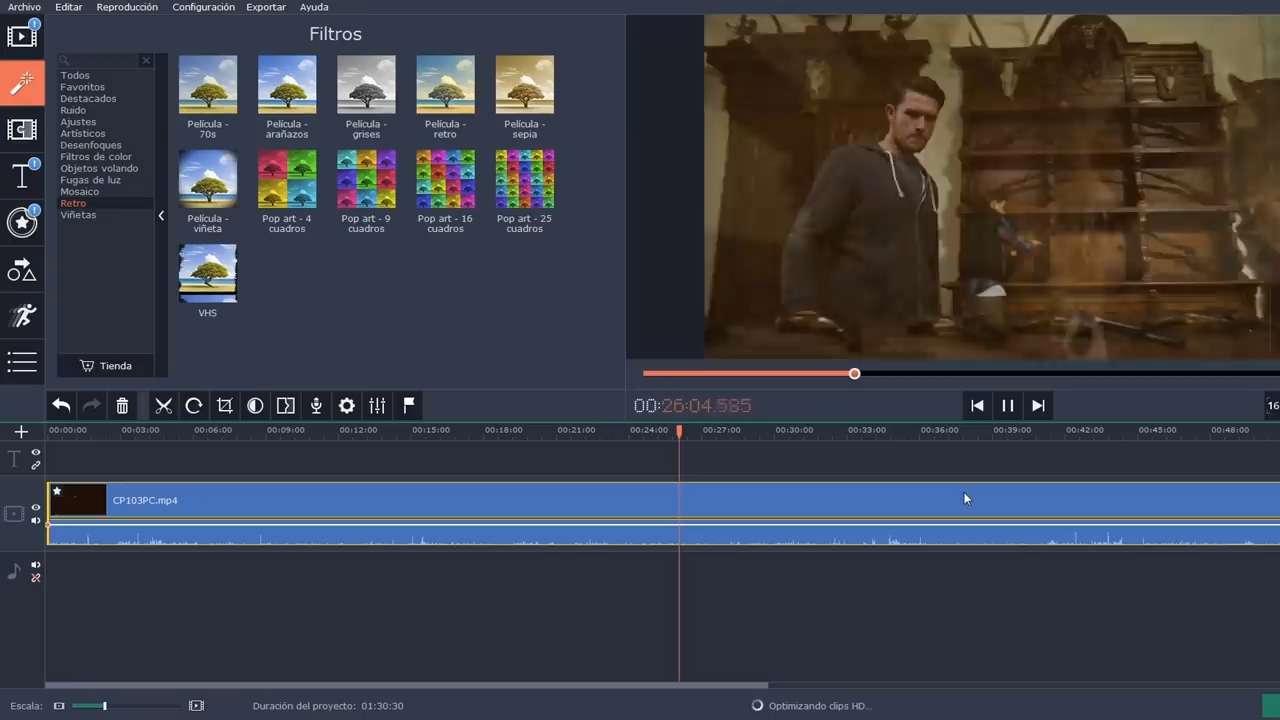 Archivo Editar Reproducción Configuración Exportar Ayuda
Filtros
Todos
Favoritos
Destacados
Ruido
Ajustes
Artísticos
Desenfoques
Filtros de color
Objetos volando
Fugas de luz
Mosaico
Retro
Viñetas
Tienda
Película -
70s
Película -
arañazos
Película -
grises
Película -
retro
Película -
sepia
Película -
viñeta
Pop art - 4
cuadros
Pop art - 9
cuadros
Pop art - 16
cuadros
Pop art - 25
cuadros
VHS
00:26:04.585
16
00:00:00 00:03:00 00:06:00 00:09:00 00:12:00 00:15:00 00:18:00 00:21:00 00:24:00 00:27:00 00:30:00 00:33:00 00:36:00 00:39:00 00:42:00 00:45:00 00:48:00
CP103PC.mp4
Escala: Duración del proyecto: 01:30:30 Optimizando clips HD...